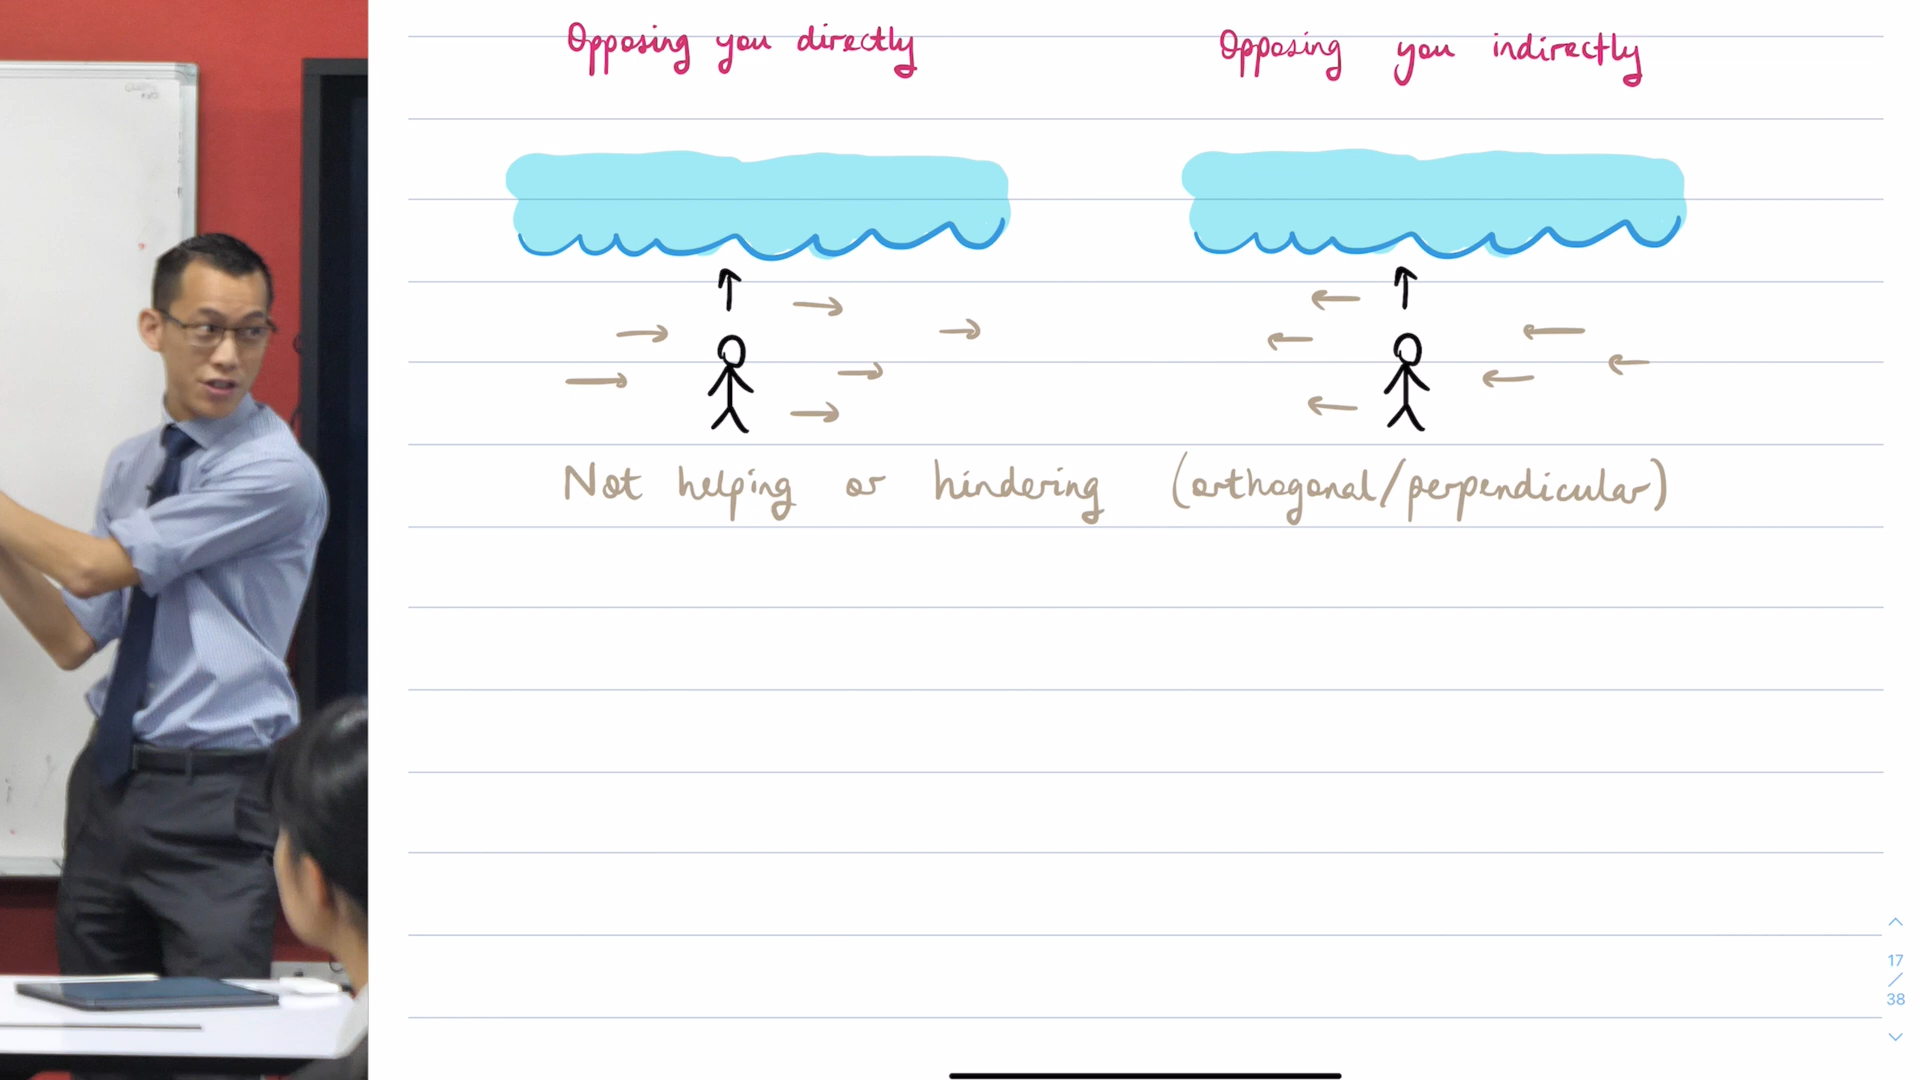 Opposing you directly
Opposing you indirectly
Not helping or hindering (orthogonal/perpendicular)
17
/
38